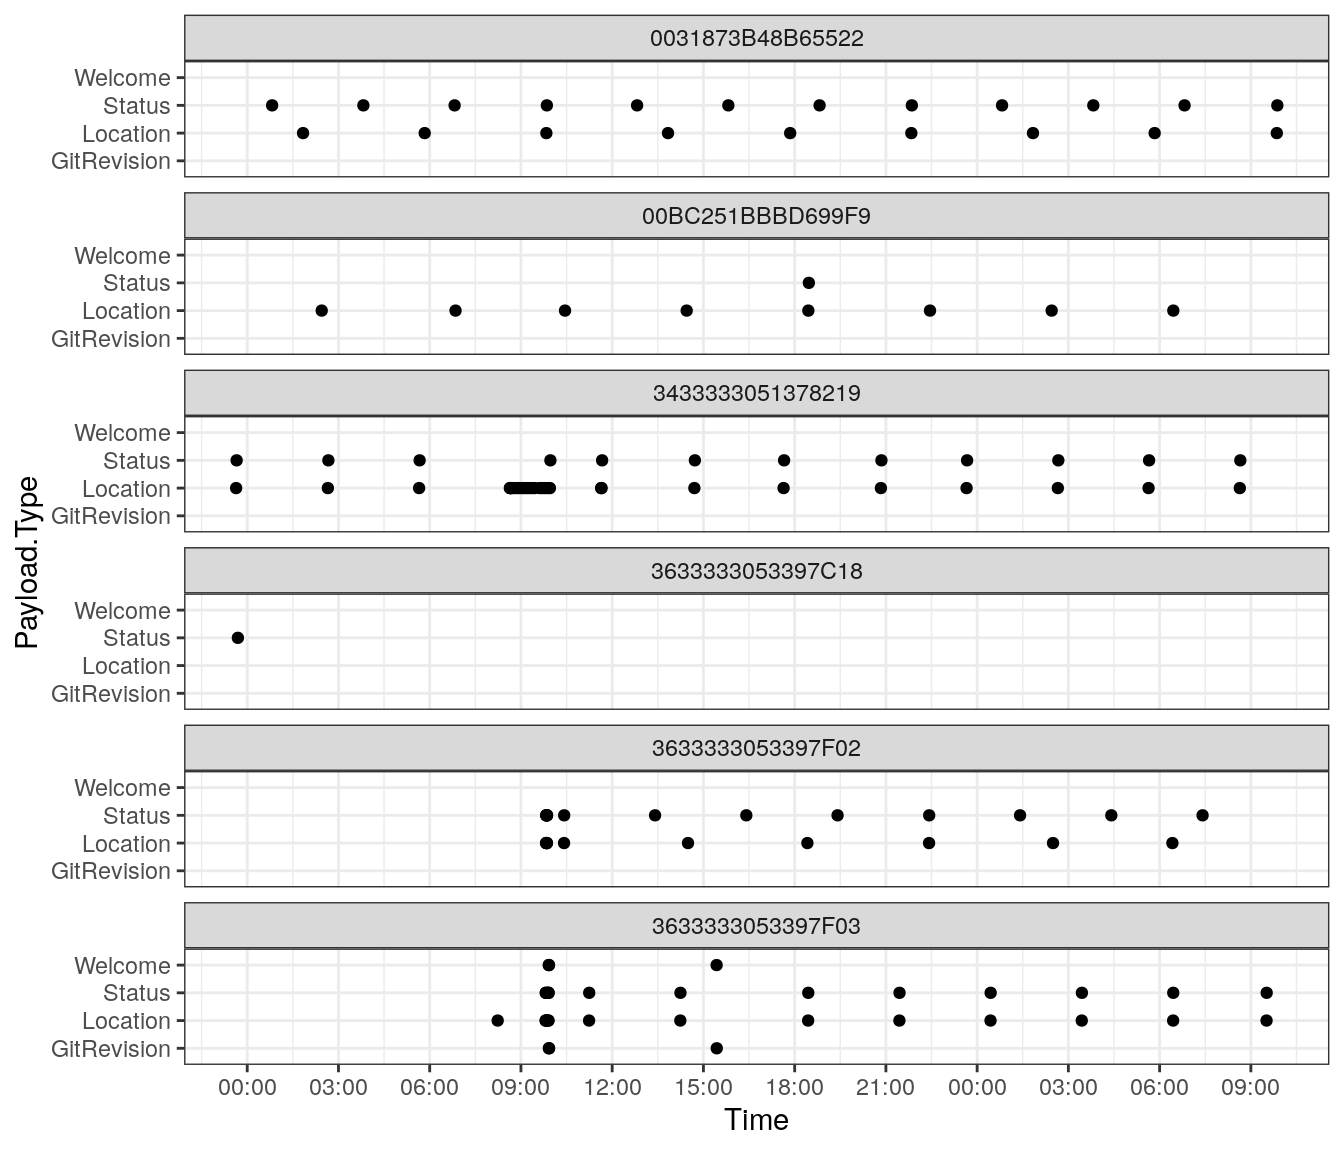 0031873B48B65522
Welcome
Status
Location
GitRevision
00BC251BBBD699F9
Welcome
Status
Location
GitRevision
3433333051378219
Welcome
Status
Location
GitRevision
Payload.Type
3633333053397C18
Welcome
Status
Location
GitRevision
3633333053397F02
Welcome
Status
Location
GitRevision
3633333053397F03
Welcome
Status
Location
GitRevision
00:00 03:00 06:00 09:00 12:00 15:00 18:00 21:00 00:00 03:00 06:00 09:00
Time